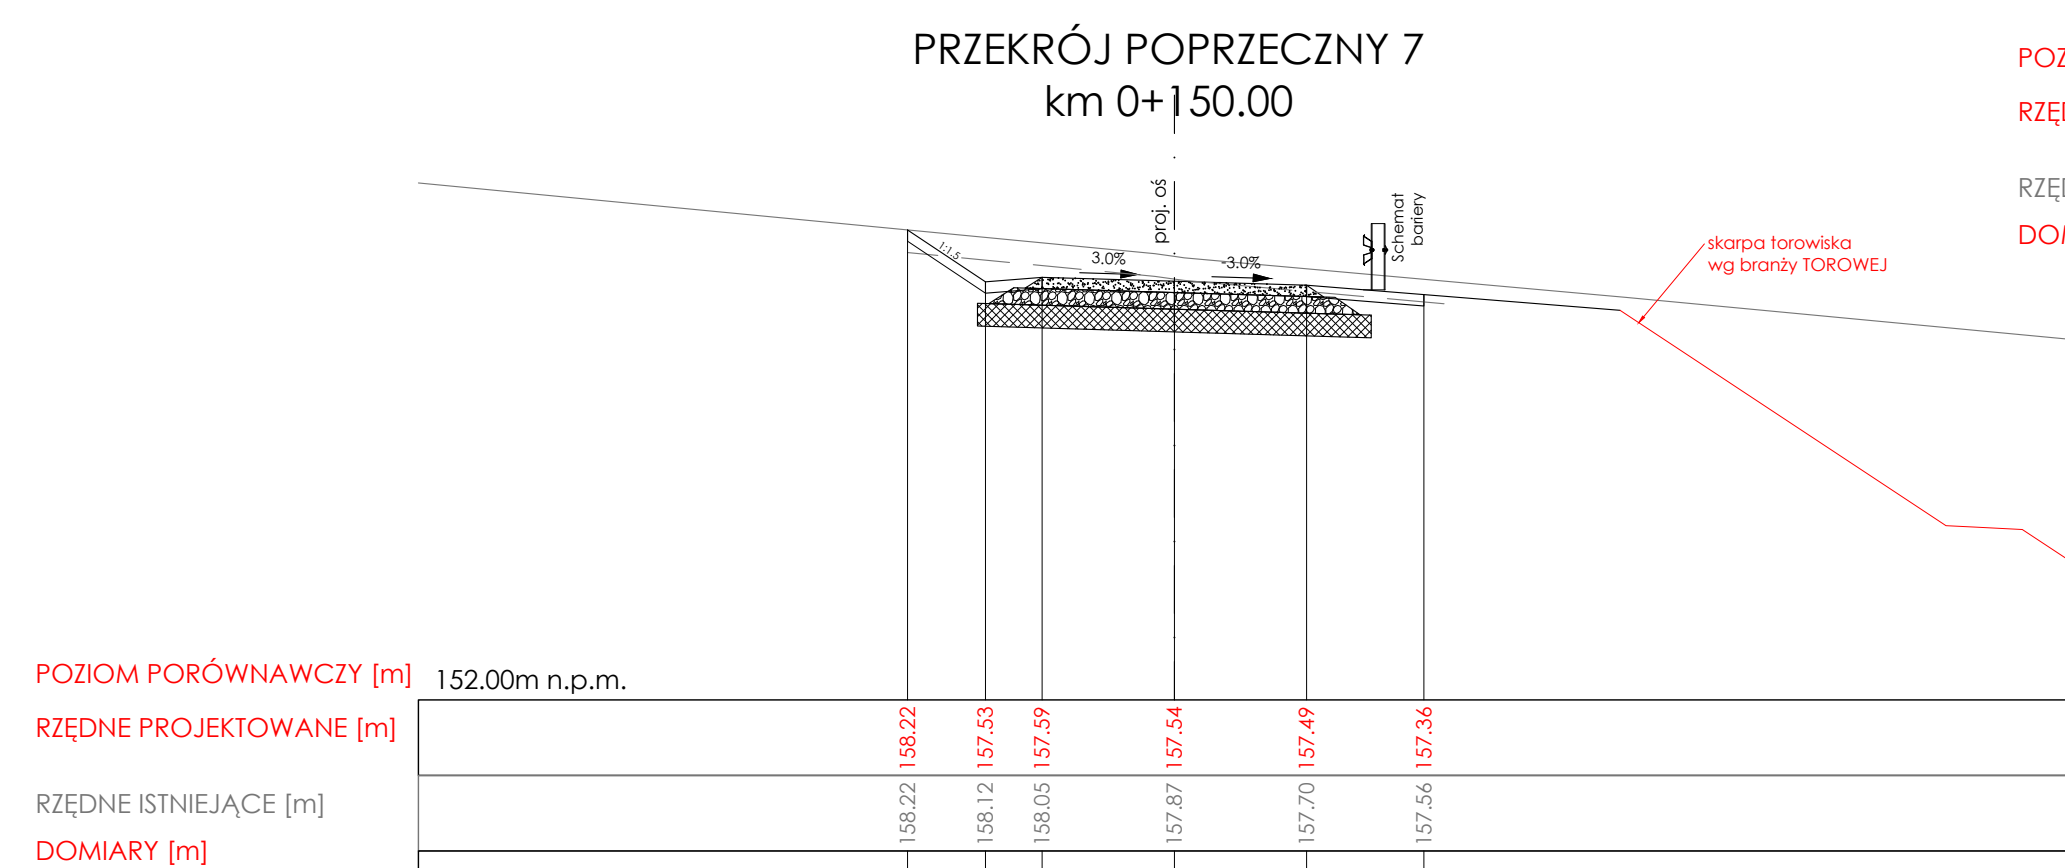 PRZEKRÓJ POPRZECZNY 7
km 0+150.00
proj. oś
Schemat
bariery
1:1.5
3.0%
-3.0%
skarpa torowiska
wg branży TOROWEJ
POZIOM PORÓWNAWCZY [m] 152.00m n.p.m.
RZĘDNE PROJEKTOWANE [m] 158.22 157.53 157.59 157.54 157.49 157.36
RZĘDNE ISTNIEJĄCE [m] 158.22 158.12 158.05 157.87 157.70 157.56
DOMIARY [m]